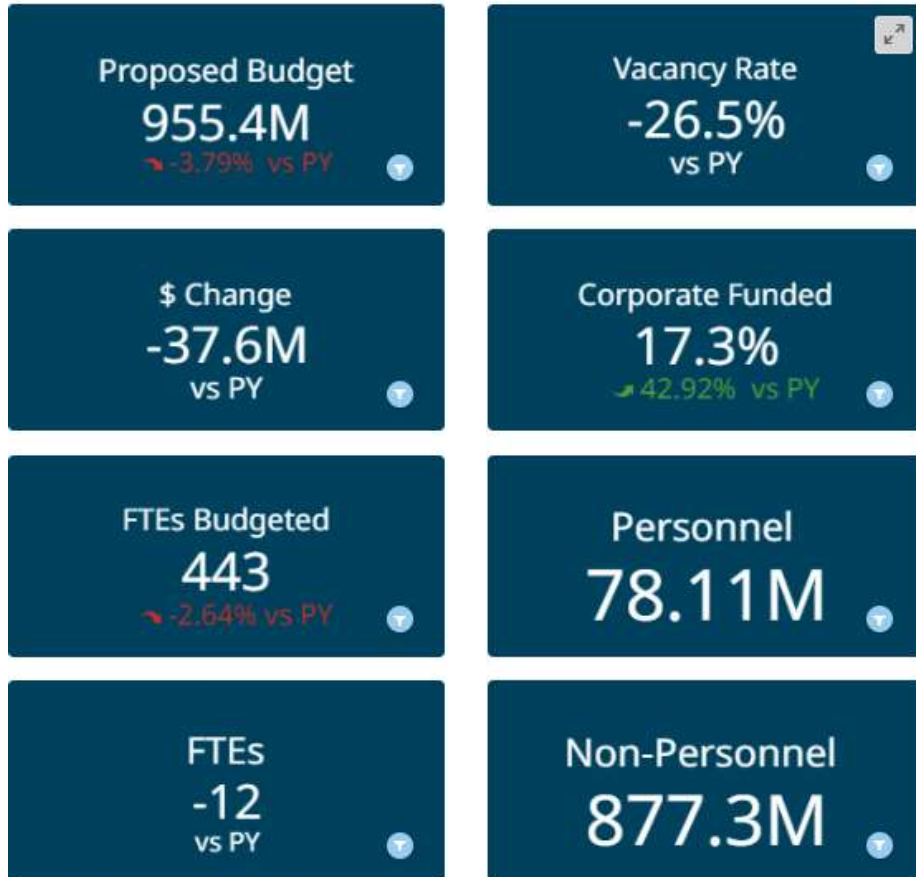 Proposed Budget
955.4M
-3.79% vs PY
Vacancy Rate
-26.5%
vs PY
$ Change
-37.6M
vs PY
Corporate Funded
17.3%
42.92% vs PY
FTEs Budgeted
443
-2.64% vs PY
Personnel
78.11M
FTEs
-12
vs PY
Non-Personnel
877.3M